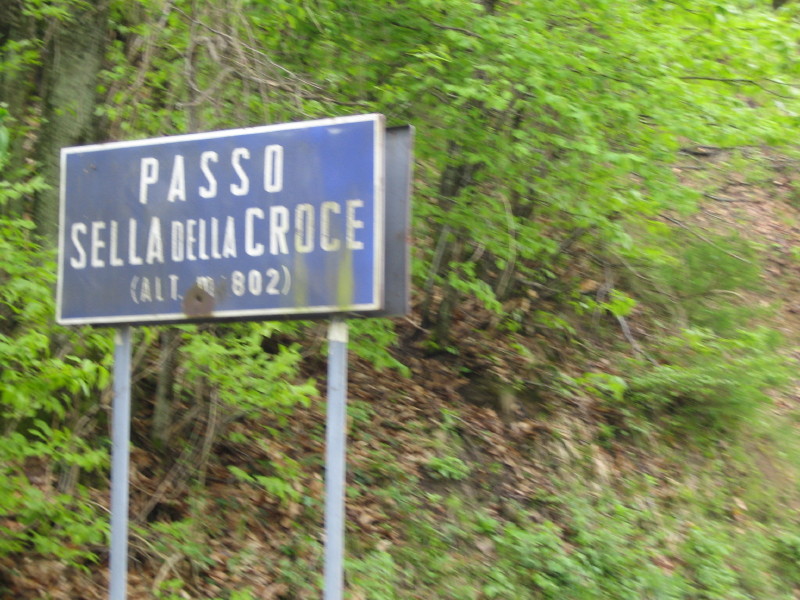 PASSO
SELLA DELLA CROCE
(ALT. m 802)